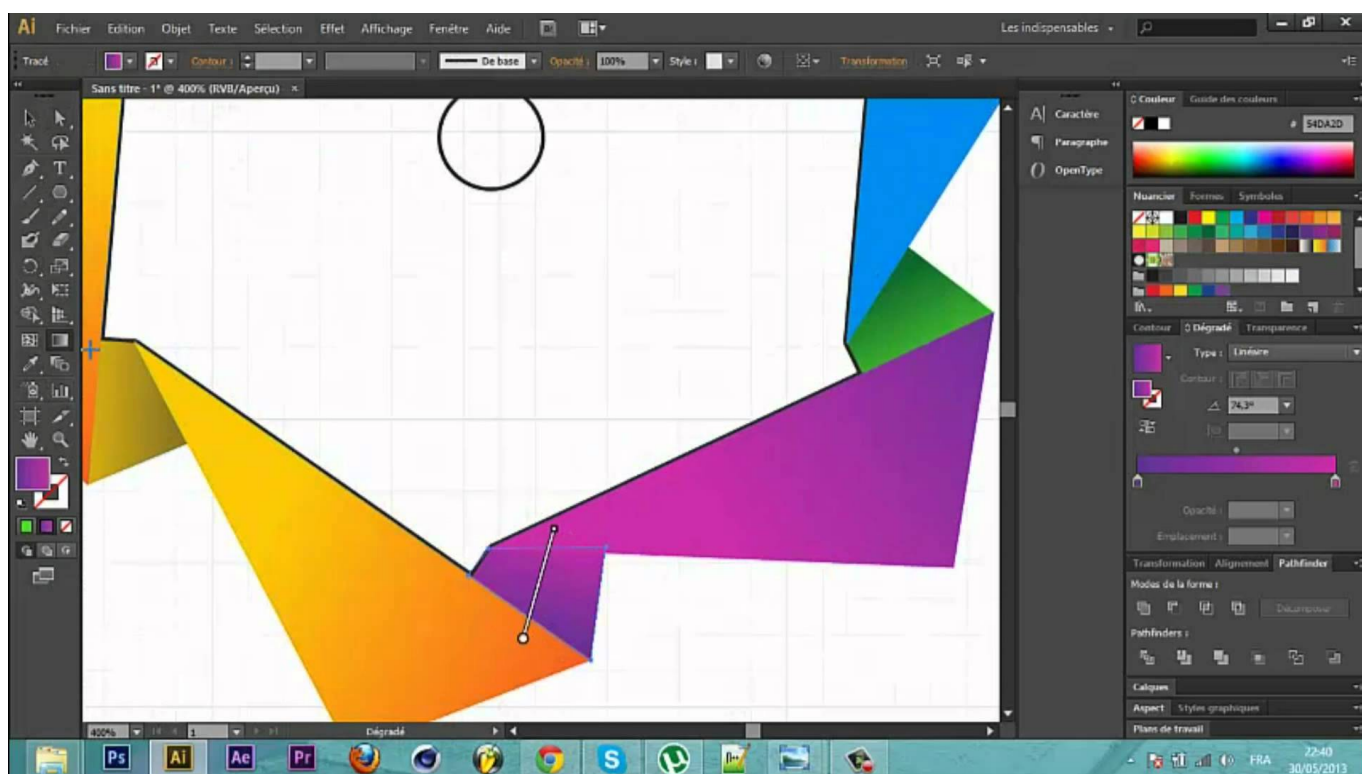 Ai Fichier Edition Objet Texte Sélection Effet Affichage Fenêtre Aide Br Les indispensables
Tracé Contour : De base Opacité : 100% Style : Transformation
Sans titre - 1* @ 400% (RVB/Aperçu) ×
Couleur Guide des couleurs
# 54DA2D
Caractère
Paragraphe
OpenType
Nuancier Formes Symboles
Contour Dégradé Transparence
Type : Linéaire
Contour :
74,3°
Opacité :
Emplacement :
Transformation Alignement Pathfinder
Modes de la forme :
Décomposer
Pathfinders :
Calques
Aspect Styles graphiques
Plans de travail
400% 1 Dégradé
Ps Ai Ae Pr FRA
22:40
30/05/2013